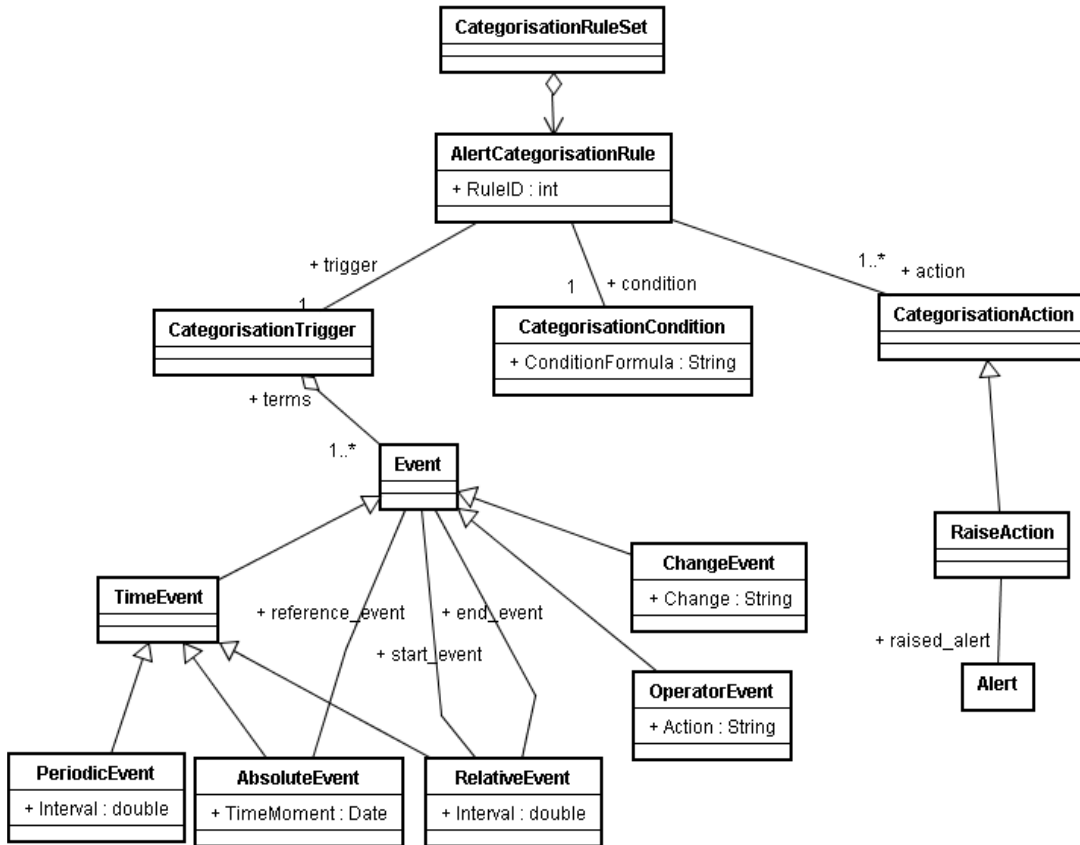 CategorisationRuleSet
AlertCategorisationRule
+ RuleID : int
+ trigger
1
1
+ condition
1..*
+ action
CategorisationTrigger
CategorisationCondition
+ ConditionFormula : String
CategorisationAction
+ terms
1..*
Event
RaiseAction
ChangeEvent
+ Change : String
TimeEvent
+ reference_event
+ end_event
+ start_event
+ raised_alert
Alert
OperatorEvent
+ Action : String
PeriodicEvent
+ Interval : double
AbsoluteEvent
+ TimeMoment : Date
RelativeEvent
+ Interval : double